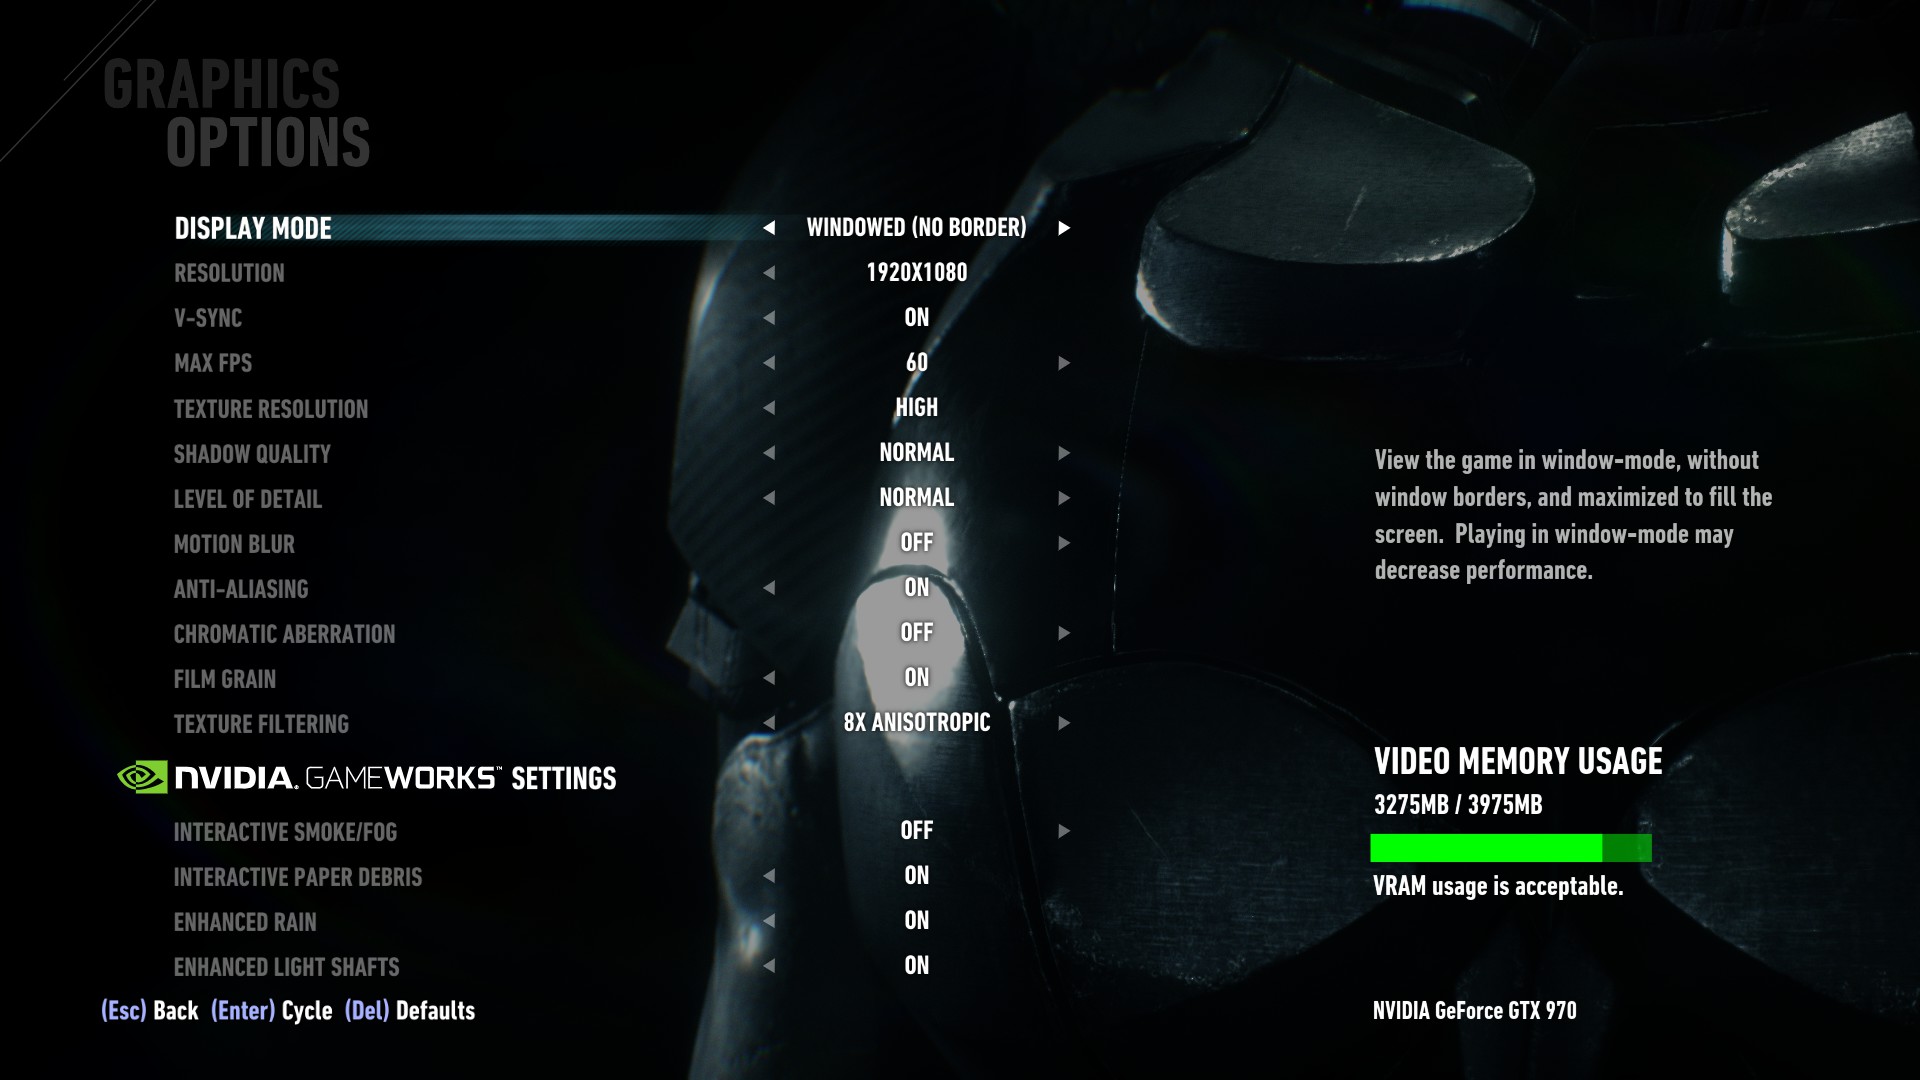 GRAPHICS
OPTIONS
DISPLAY MODE WINDOWED (NO BORDER)
RESOLUTION 1920X1080
V-SYNC ON
MAX FPS 60
TEXTURE RESOLUTION HIGH
SHADOW QUALITY NORMAL
LEVEL OF DETAIL NORMAL
MOTION BLUR OFF
ANTI-ALIASING ON
CHROMATIC ABERRATION OFF
FILM GRAIN ON
TEXTURE FILTERING 8X ANISOTROPIC
NVIDIA. GAMEWORKS™ SETTINGS
INTERACTIVE SMOKE/FOG OFF
INTERACTIVE PAPER DEBRIS ON
ENHANCED RAIN ON
ENHANCED LIGHT SHAFTS ON
(Esc) Back (Enter) Cycle (Del) Defaults
View the game in window-mode, without
window borders, and maximized to fill the
screen. Playing in window-mode may
decrease performance.
VIDEO MEMORY USAGE
3275MB / 3975MB
VRAM usage is acceptable.
NVIDIA GeForce GTX 970